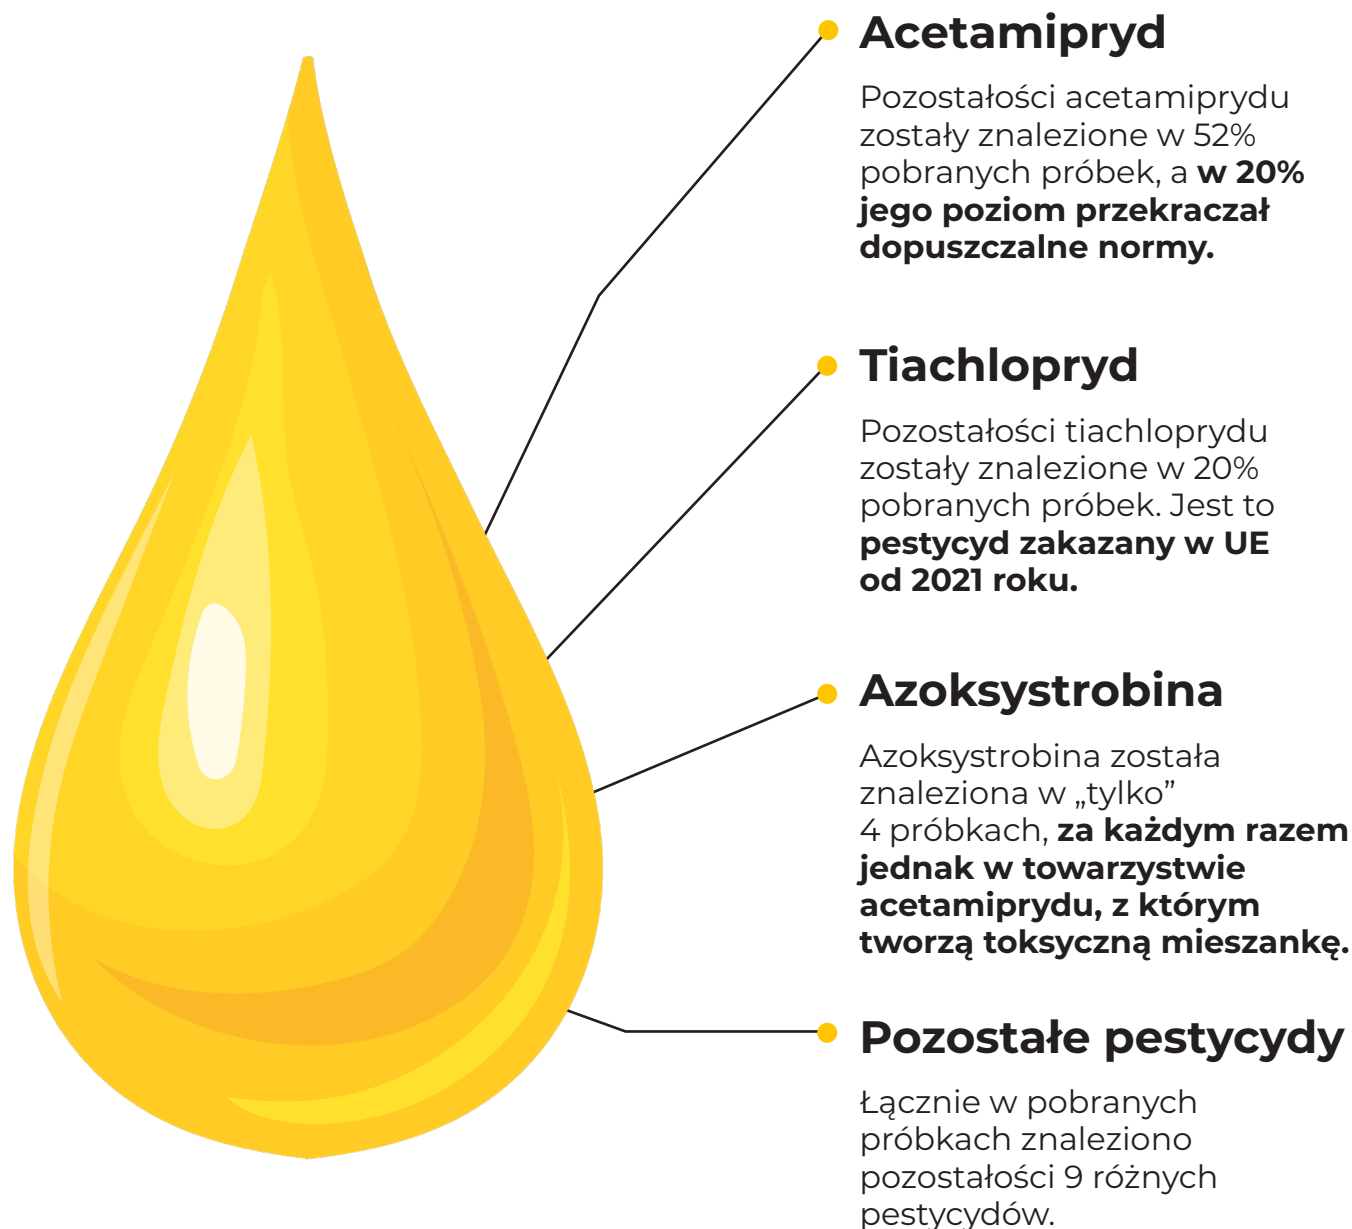 Acetamipryd
Pozostałości acetamiprydu
zostały znalezione w 52%
pobranych próbek, a w 20%
jego poziom przekraczał
dopuszczalne normy.
Tiachlopryd
Pozostałości tiachloprydu
zostały znalezione w 20%
pobranych próbek. Jest to
pestycyd zakazany w UE
od 2021 roku.
Azoksystrobina
Azoksystrobina została
znaleziona w „tylko”
4 próbkach, za każdym razem
jednak w towarzystwie
acetamiprydu, z którym
tworzą toksyczną mieszankę.
Pozostałe pestycydy
Łącznie w pobranych
próbkach znaleziono
pozostałości 9 różnych
pestycydów.